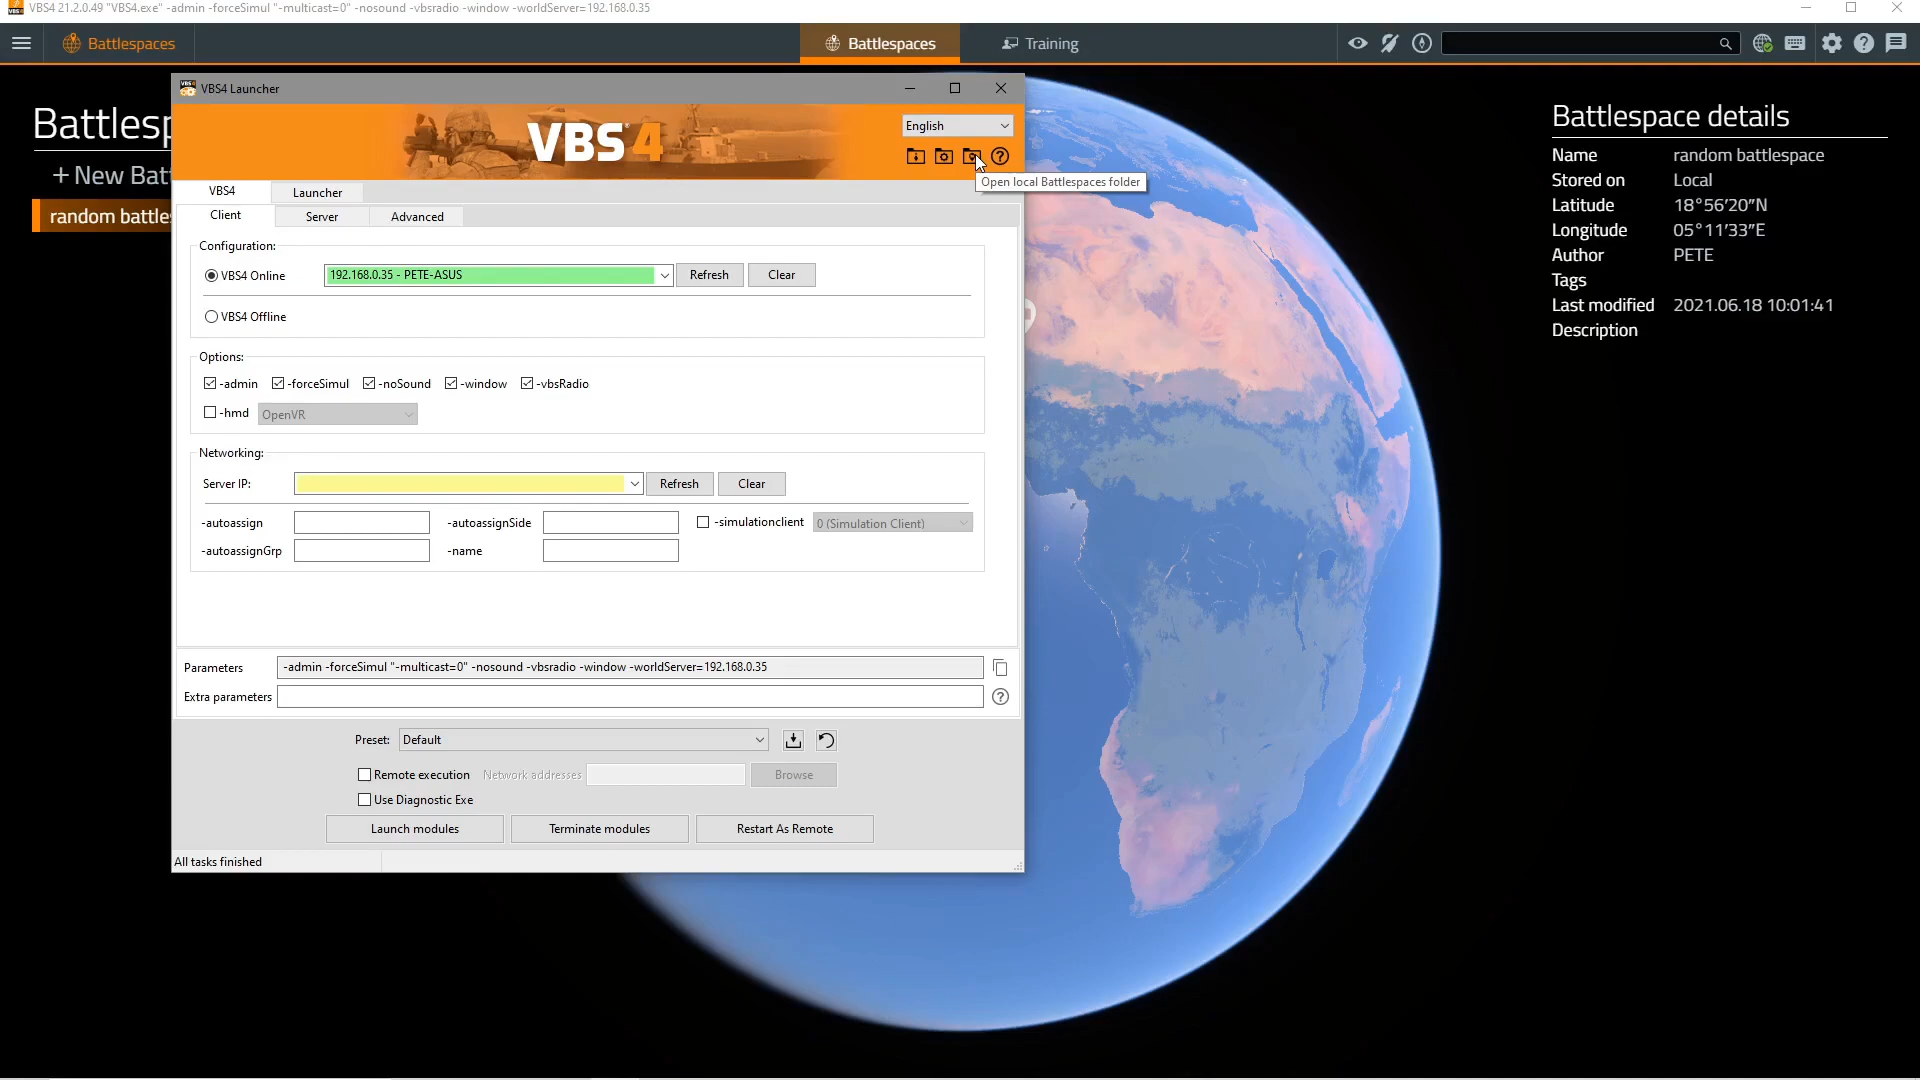 VBS4 21.2.0.49 "VBS4.exe" -admin -forceSimul "-multicast=0" -nosound -vbsradio -window -worldServer=192.168.0.35
Battlespaces
Battlespaces
Training
VBS4 Launcher
VBS4
English
Open local Battlespaces folder
VBS4
Launcher
Client
Server
Advanced
Configuration:
VBS4 Online
192.168.0.35 - PETE-ASUS
Refresh
Clear
VBS4 Offline
Options:
-admin
-forceSimul
-noSound
-window
-vbsRadio
-hmd
OpenVR
Networking:
Server IP:
Refresh
Clear
-autoassign
-autoassignSide
-simulationclient
0 (Simulation Client)
-autoassignGrp
-name
Parameters
-admin -forceSimul "-multicast=0" -nosound -vbsradio -window -worldServer=192.168.0.35
Extra parameters
Preset:
Default
Remote execution
Network addresses
Browse
Use Diagnostic Exe
Launch modules
Terminate modules
Restart As Remote
All tasks finished
Battlesp
+ New Bat
random battles
Battlespace details
Name random battlespace
Stored on Local
Latitude 18°56'20"N
Longitude 05°11'33"E
Author PETE
Tags
Last modified 2021.06.18 10:01:41
Description